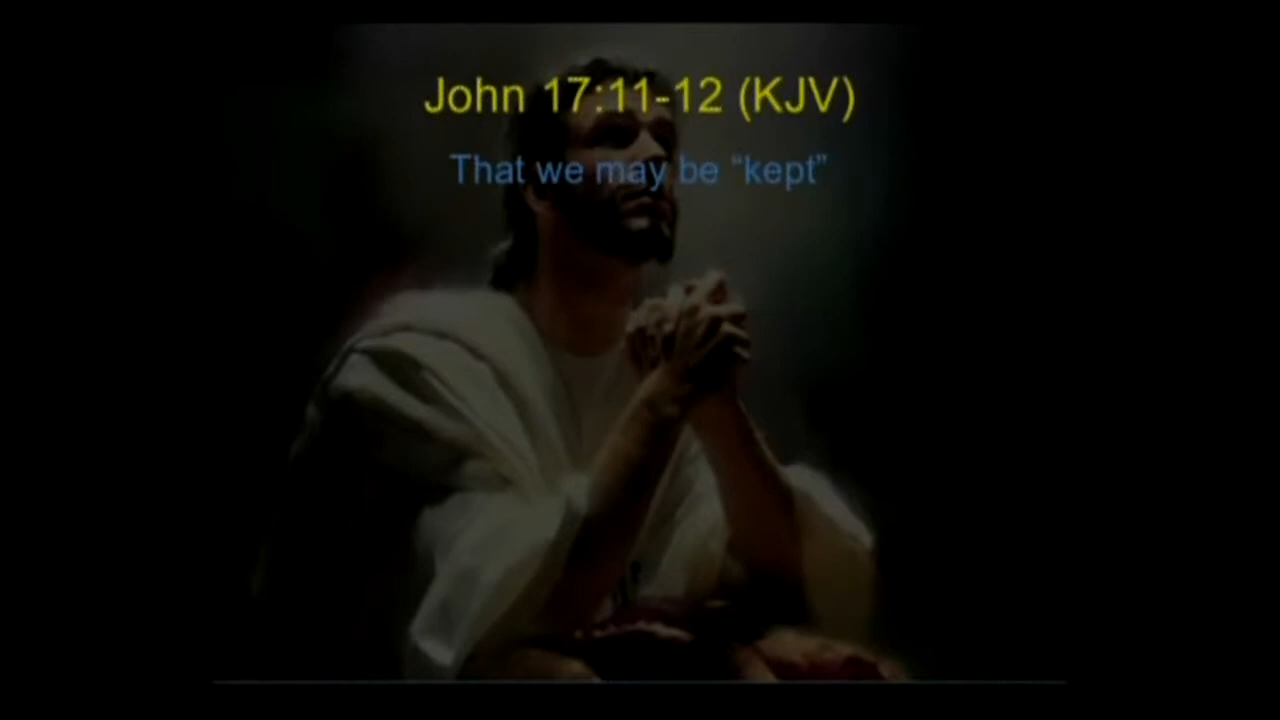 John 17:11-12 (KJV)
That we may be “kept”